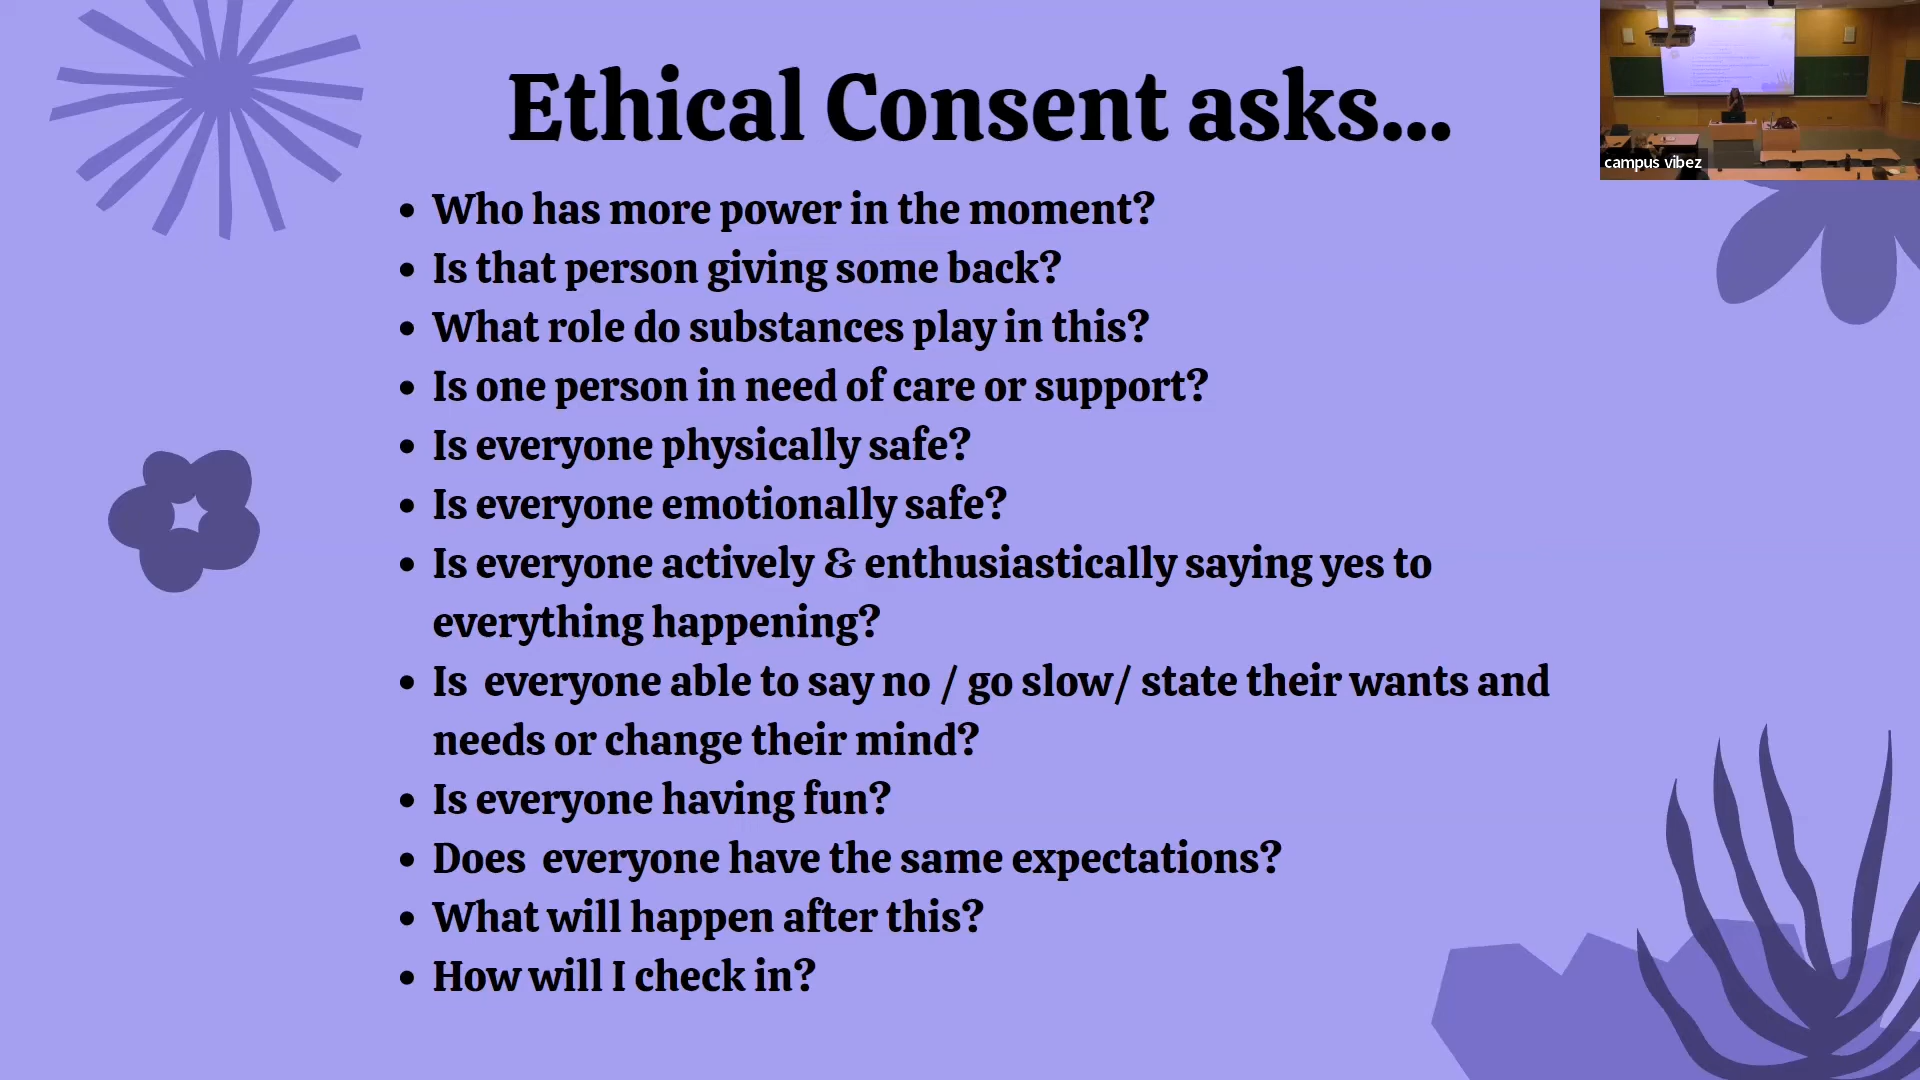 Ethical Consent asks...
• Who has more power in the moment?
• Is that person giving some back?
• What role do substances play in this?
• Is one person in need of care or support?
• Is everyone physically safe?
• Is everyone emotionally safe?
• Is everyone actively & enthusiastically saying yes to
everything happening?
• Is  everyone able to say no / go slow/ state their wants and
needs or change their mind?
• Is everyone having fun?
• Does  everyone have the same expectations?
• What will happen after this?
• How will I check in?
campus vibez